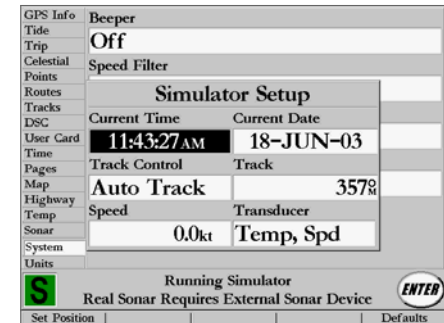 GPS Info
Tide
Trip
Celestial
Points
Routes
Tracks
DSC
User Card
Time
Pages
Map
Highway
Temp
Sonar
System
Units
Beeper
Off
Speed Filter
Simulator Setup
Current Time Current Date
11:43:27AM 18-JUN-03
Track Control Track
Auto Track 357°M
Speed Transducer
0.0kt Temp, Spd
S
Running Simulator
Real Sonar Requires External Sonar Device
ENTER
Set Position Defaults